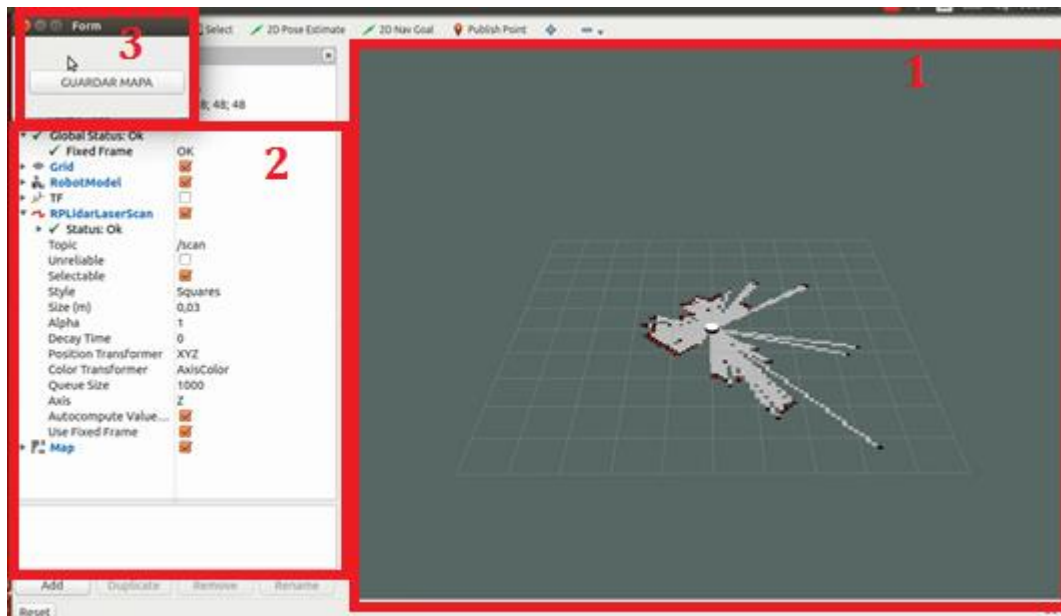 Form
3
Select
2D Pose Estimate
2D Nav Goal
Publish Point
1
GUARDAR MAPA
8; 48; 48
2
Global Status: Ok
Fixed Frame OK
Grid
RobotModel
TF
RPLidarLaserScan
Status: Ok
Topic /scan
Unreliable
Selectable
Style Squares
Size (m) 0,03
Alpha 1
Decay Time 0
Position Transformer XYZ
Color Transformer AxisColor
Queue Size 1000
Axis Z
Autocompute Value...
Use Fixed Frame
Map
Add Duplicate Remove Rename
Reset